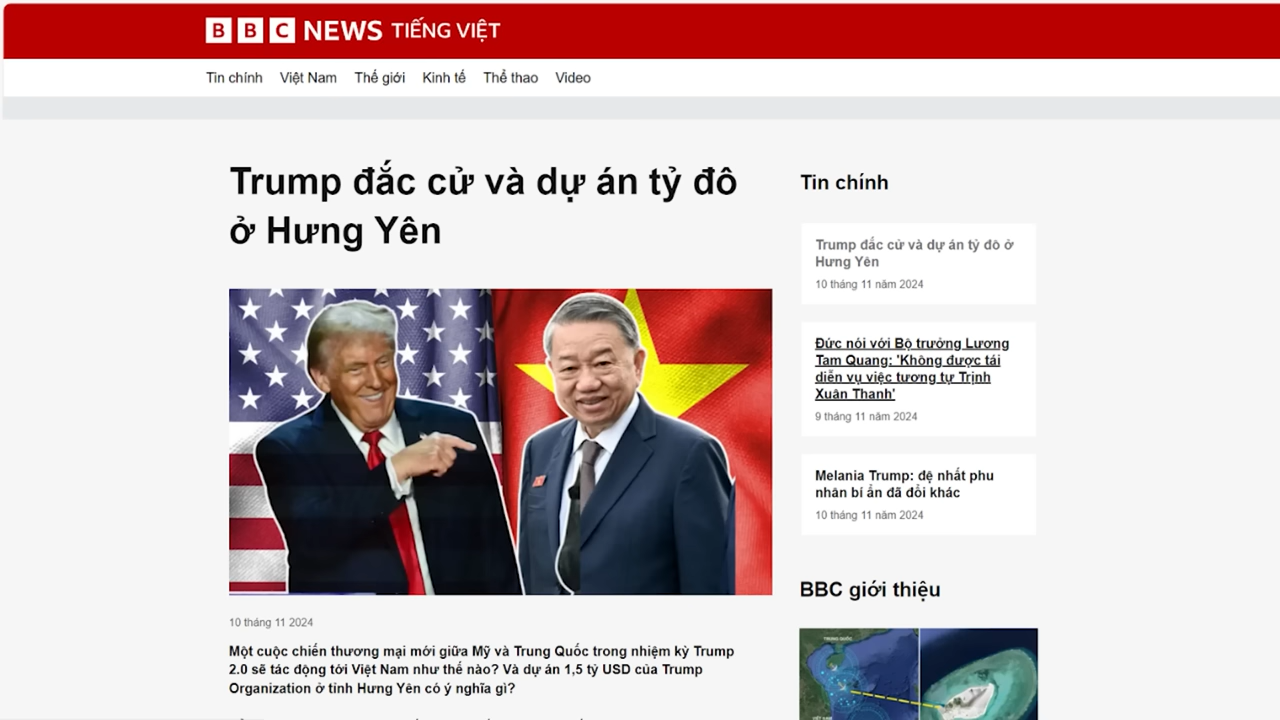 BBC NEWS TIẾNG VIỆT
Tin chính Việt Nam Thế giới Kinh tế Thể thao Video
Trump đắc cử và dự án tỷ đô
ở Hưng Yên
10 tháng 11 2024
Một cuộc chiến thương mại mới giữa Mỹ và Trung Quốc trong nhiệm kỳ Trump
2.0 sẽ tác động tới Việt Nam như thế nào? Và dự án 1,5 tỷ USD của Trump
Organization ở tỉnh Hưng Yên có ý nghĩa gì?
Tin chính
Trump đắc cử và dự án tỷ đô ở
Hưng Yên
10 tháng 11 năm 2024
Đức nói với Bộ trưởng Lương
Tam Quang: 'Không được tái
diễn vụ việc tương tự Trịnh
Xuân Thanh'
9 tháng 11 năm 2024
Melania Trump: đệ nhất phu
nhân bí ẩn đã đổi khác
10 tháng 11 năm 2024
BBC giới thiệu
TRUNG QUỐC
VIỆT NAM